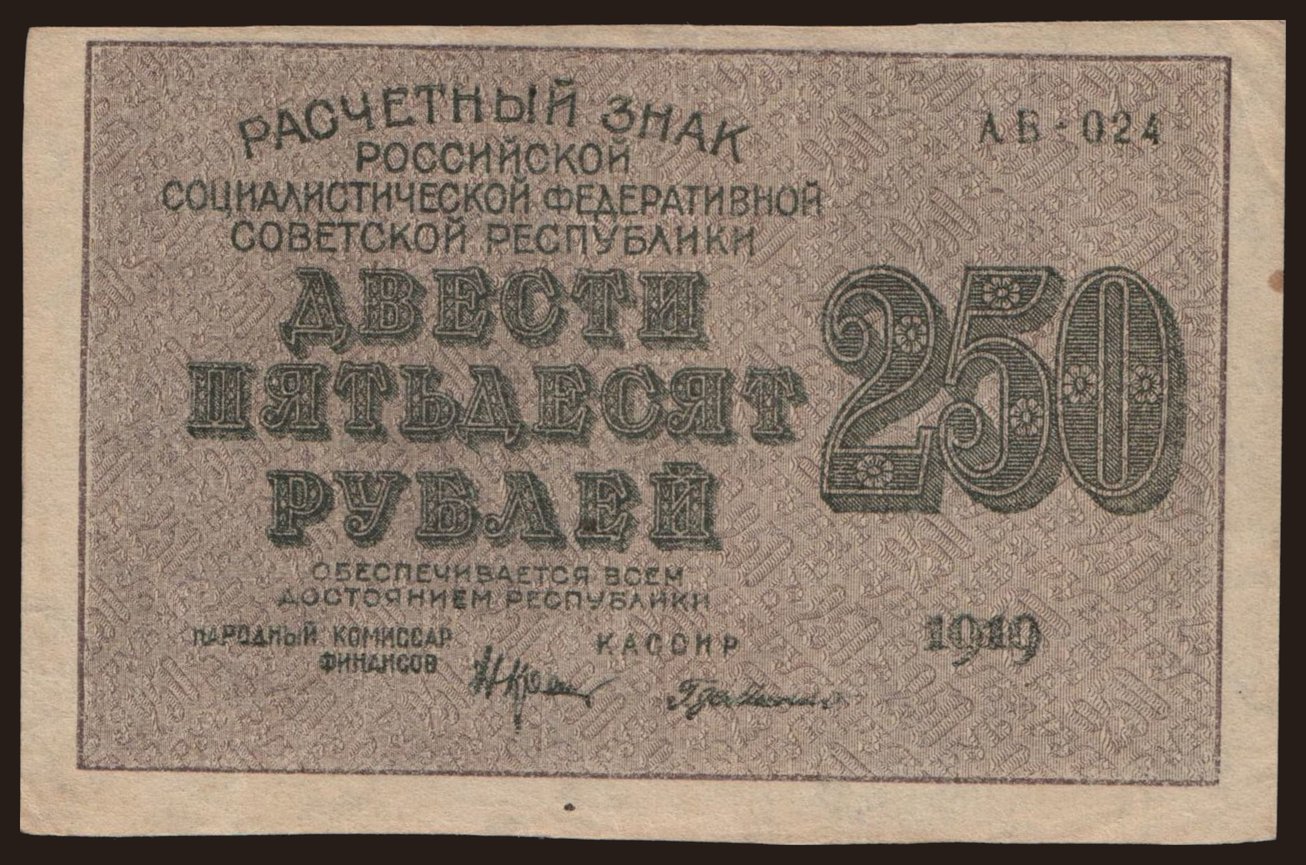 РАСЧЕТНЫЙ ЗНАК
АВ-024
РОССИЙСКОЙ
СОЦИАЛИСТИЧЕСКОЙ ФЕДЕРАТИВНОЙ
СОВЕТСКОЙ РЕСПУБЛИКИ
ДВЕСТИ
ПЯТЬДЕСЯТ
РУБЛЕЙ
250
ОБЕСПЕЧИВАЕТСЯ ВСЕМ
ДОСТОЯНИЕМ РЕСПУБЛИКИ
НАРОДНЫЙ КОМИССАР
ФИНАНСОВ
КАССИР
1919